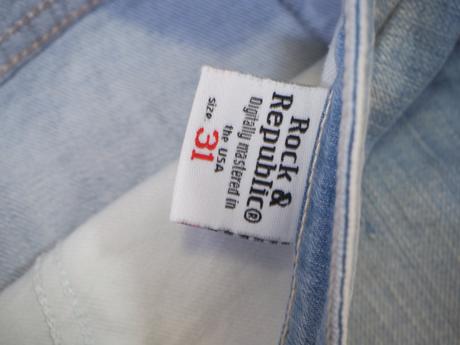 Rock &
Republic®
Digitally mastered in
the USA
size. 31